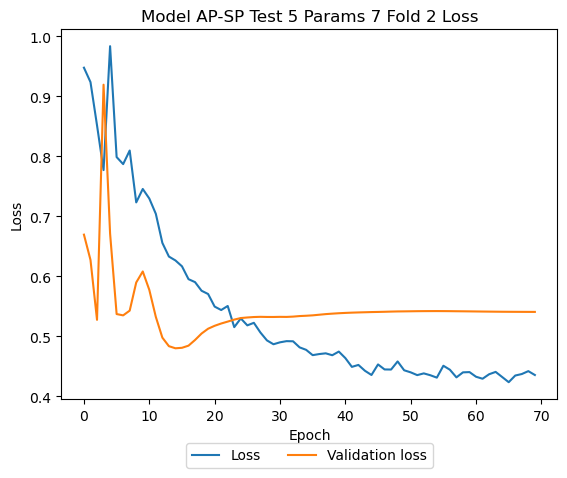 Model AP-SP Test 5 Params 7 Fold 2 Loss
1.0
0.9
0.8
0.7
0.6
0.5
0.4
Loss
0 10 20 30 40 50 60 70
Epoch
Loss Validation loss